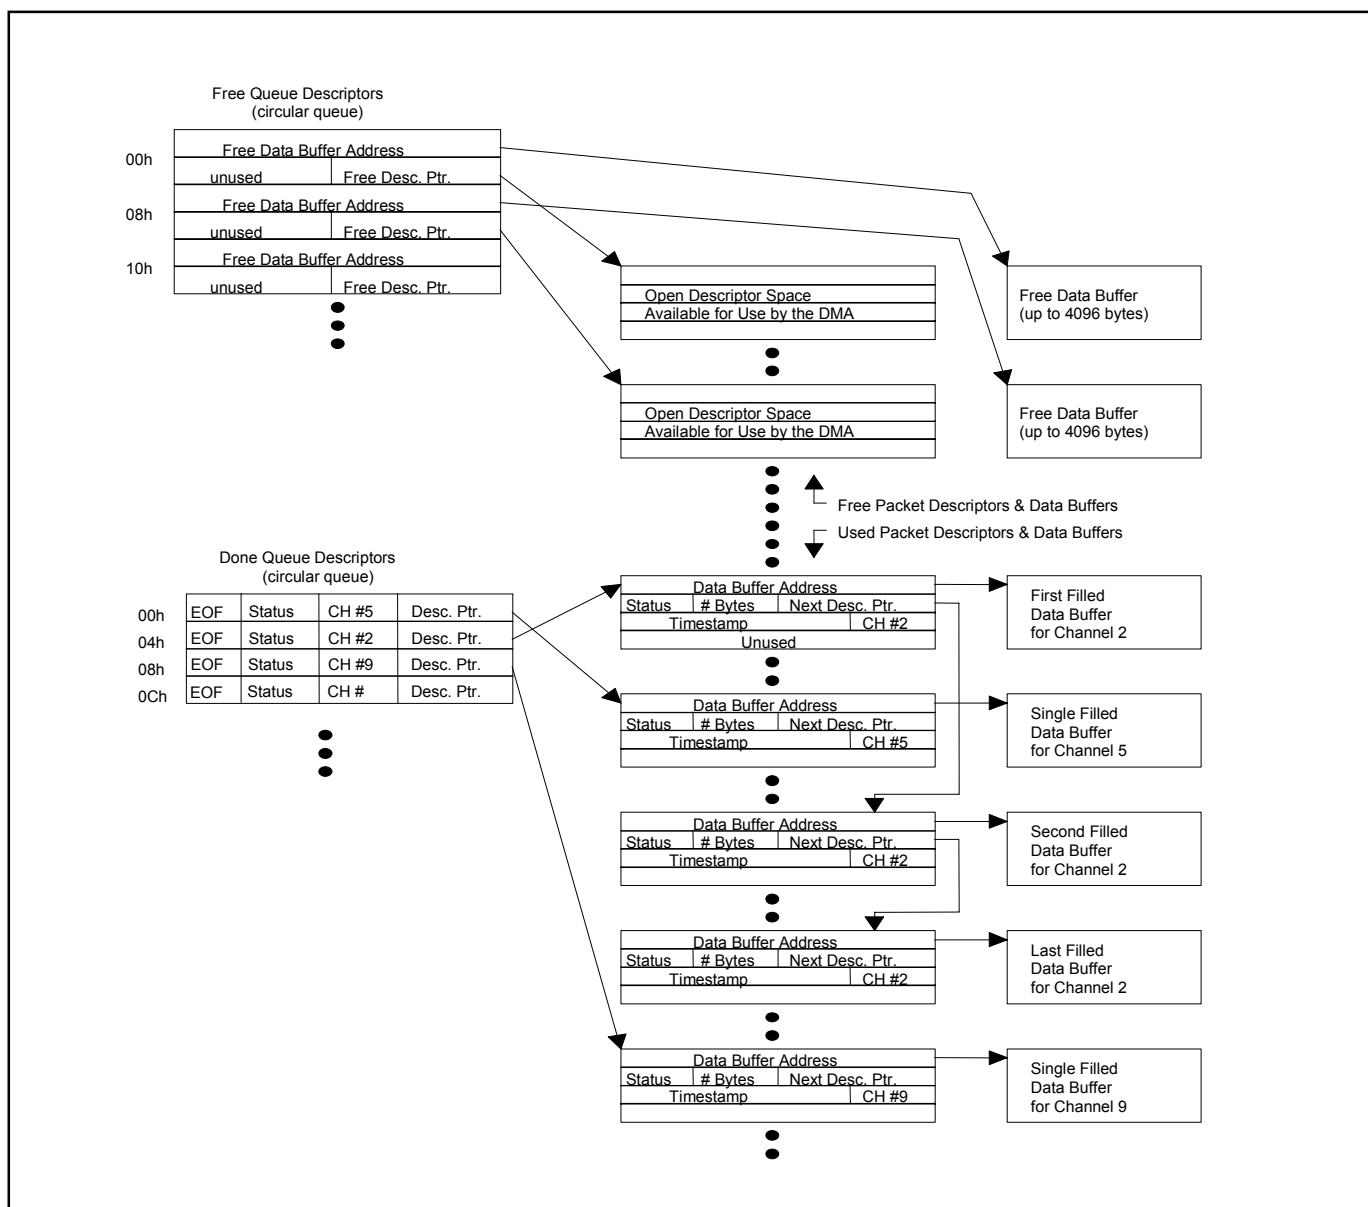 Free Queue Descriptors
(circular queue)
00h
Free Data Buffer Address
unused Free Desc. Ptr.
08h
Free Data Buffer Address
unused Free Desc. Ptr.
10h
Free Data Buffer Address
unused Free Desc. Ptr.
Open Descriptor Space
Available for Use by the DMA
Free Data Buffer
(up to 4096 bytes)
Open Descriptor Space
Available for Use by the DMA
Free Data Buffer
(up to 4096 bytes)
Free Packet Descriptors & Data Buffers
Used Packet Descriptors & Data Buffers
Done Queue Descriptors
(circular queue)
00h EOF Status CH #5 Desc. Ptr.
04h EOF Status CH #2 Desc. Ptr.
08h EOF Status CH #9 Desc. Ptr.
0Ch EOF Status CH # Desc. Ptr.
Data Buffer Address
Status # Bytes Next Desc. Ptr.
Timestamp CH #2
Unused
First Filled
Data Buffer
for Channel 2
Data Buffer Address
Status # Bytes Next Desc. Ptr.
Timestamp CH #5
Single Filled
Data Buffer
for Channel 5
Data Buffer Address
Status # Bytes Next Desc. Ptr.
Timestamp CH #2
Second Filled
Data Buffer
for Channel 2
Data Buffer Address
Status # Bytes Next Desc. Ptr.
Timestamp CH #2
Last Filled
Data Buffer
for Channel 2
Data Buffer Address
Status # Bytes Next Desc. Ptr.
Timestamp CH #9
Single Filled
Data Buffer
for Channel 9